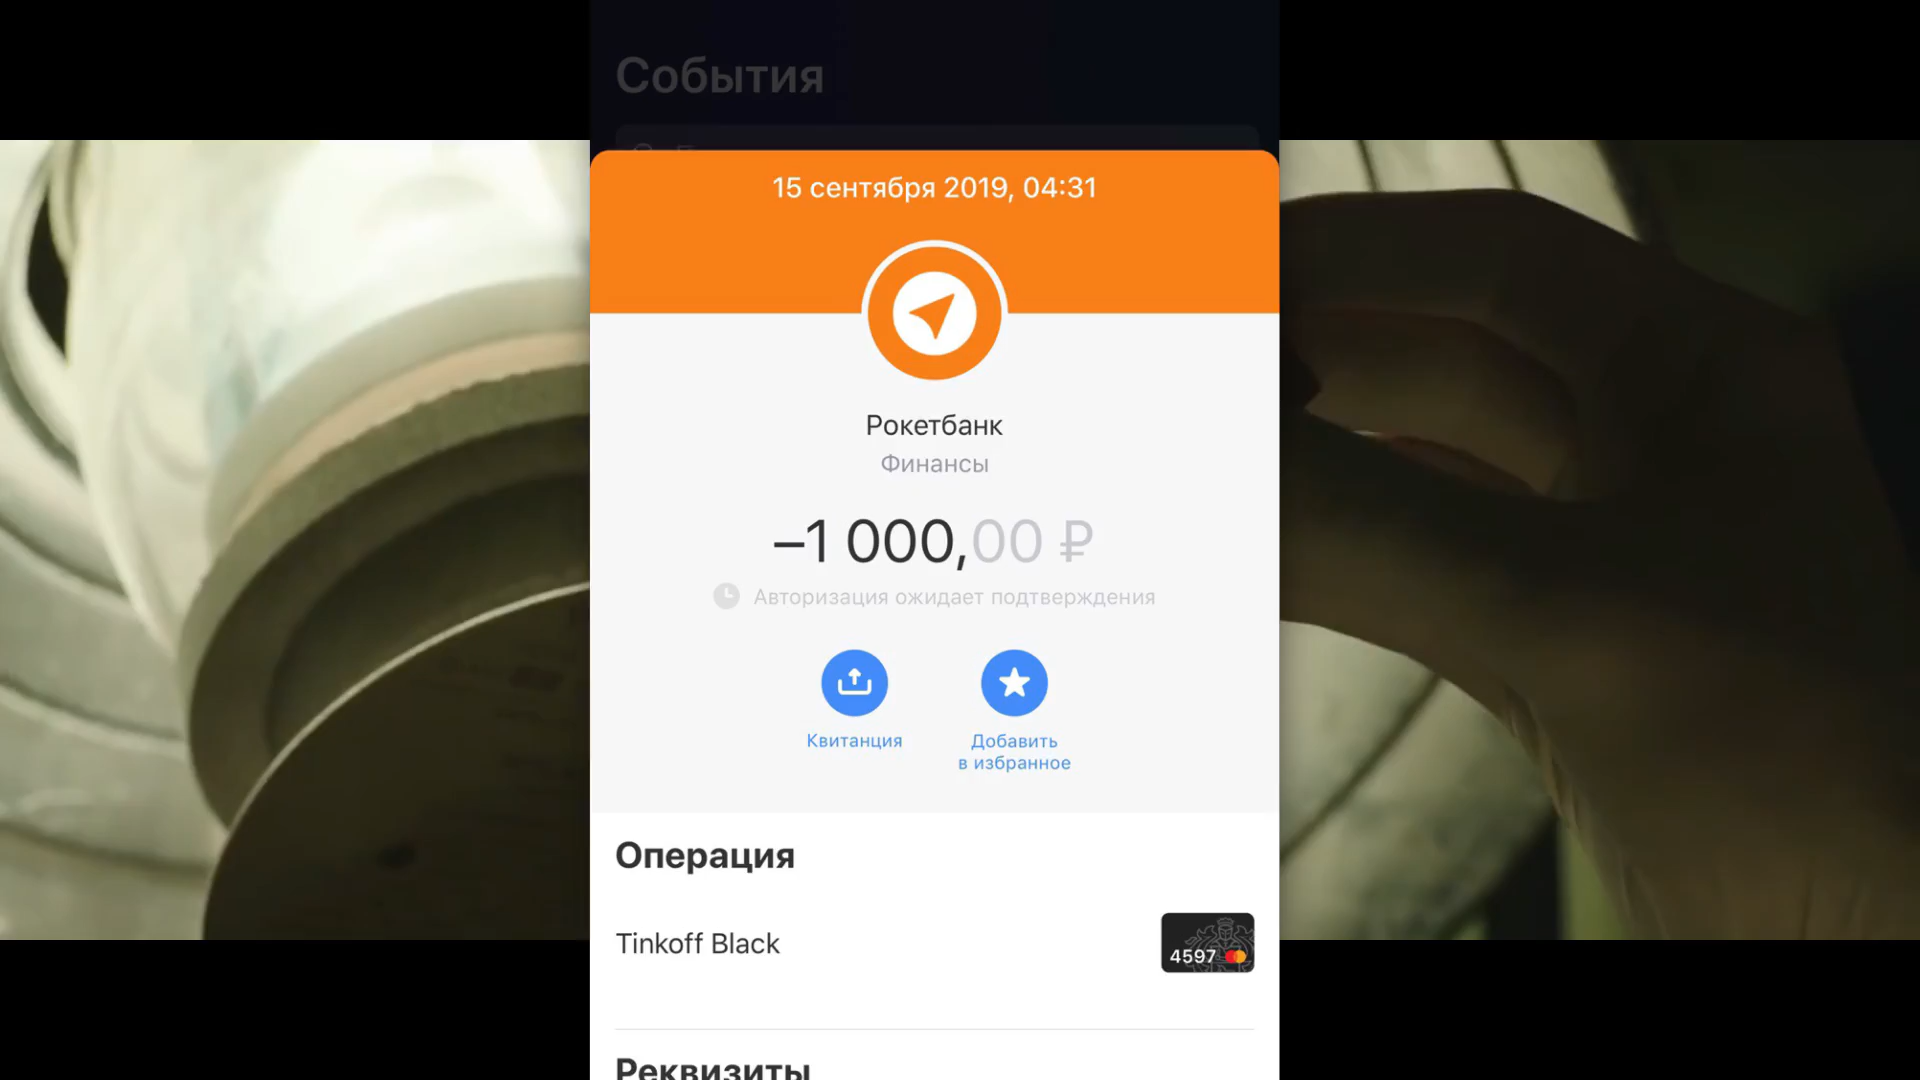 События
15 сентября 2019, 04:31
Рокетбанк
Финансы
–1 000,00 ₽
Авторизация ожидает подтверждения
Квитанция
Добавить
в избранное
Операция
Tinkoff Black
4597
Реквизиты